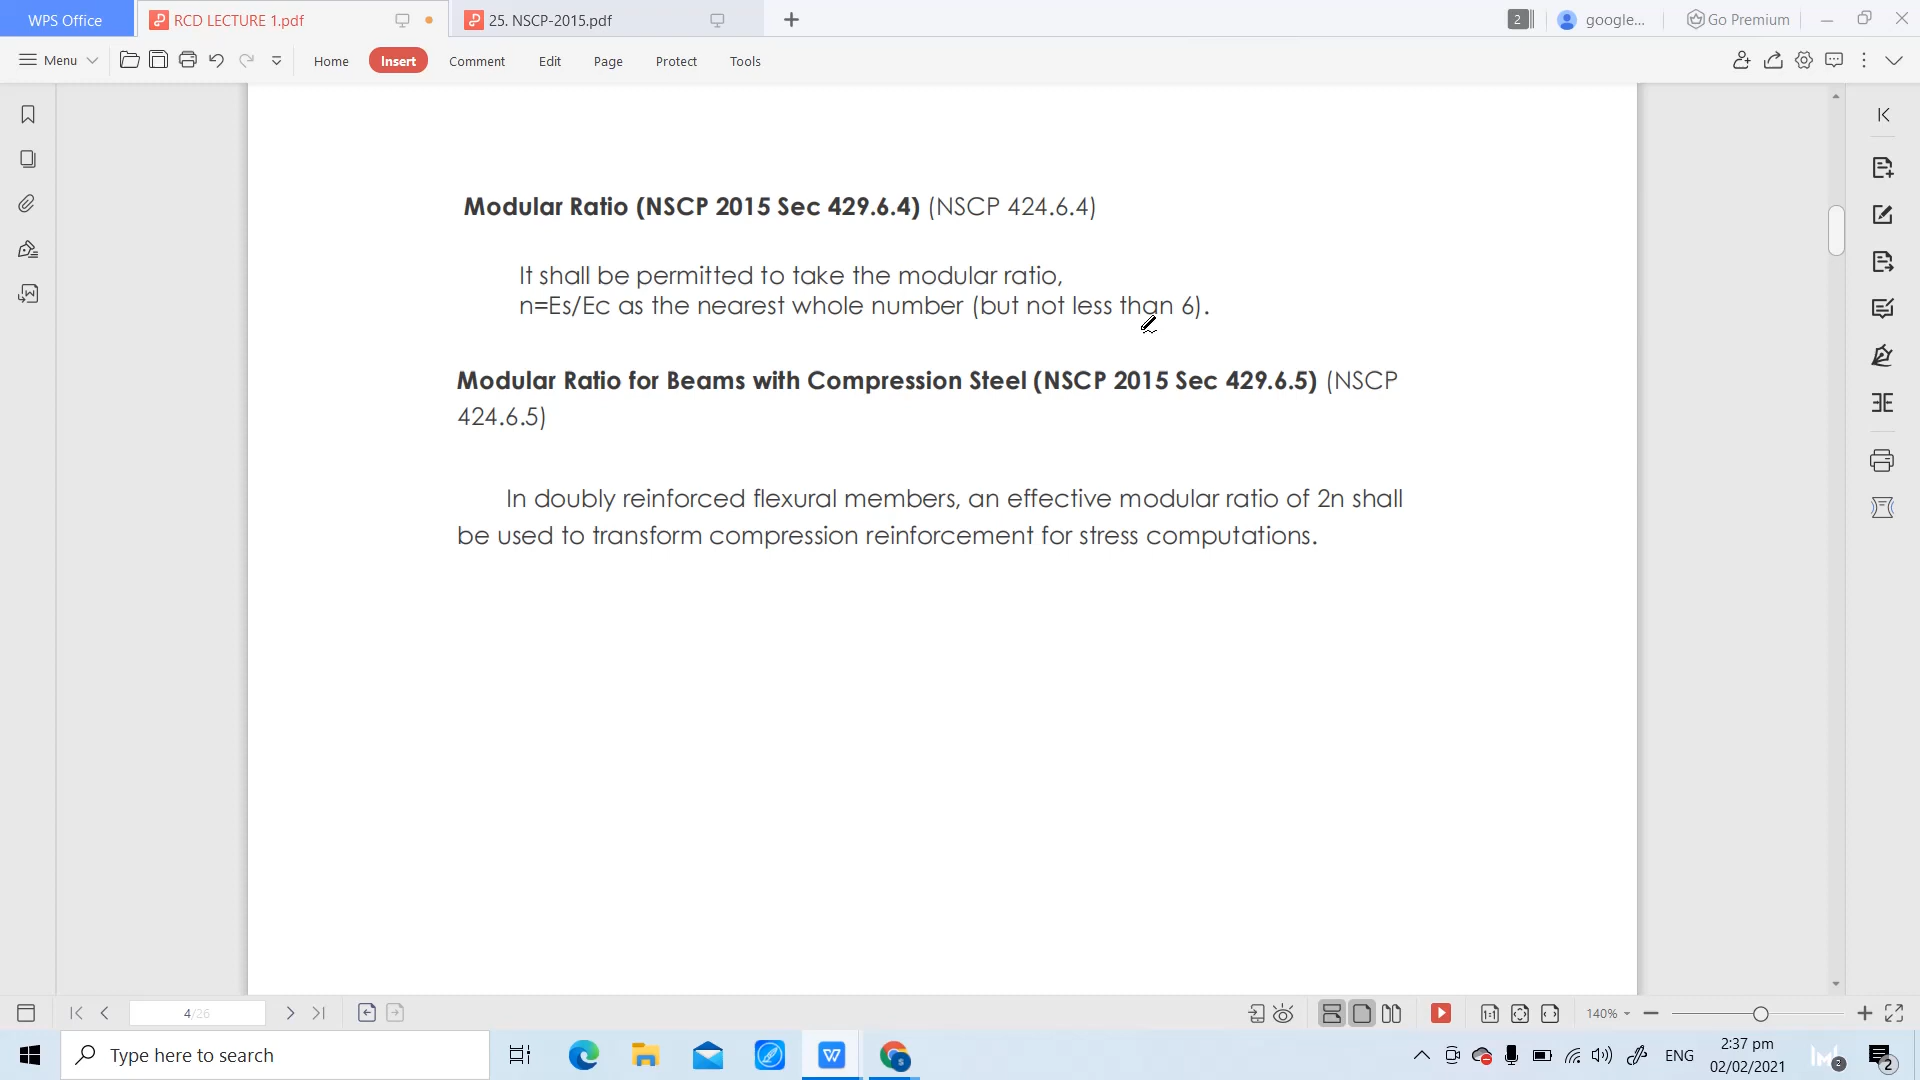 WPS Office
RCD LECTURE 1.pdf
25. NSCP-2015.pdf
2
google...
Go Premium
Menu
Home
Insert
Comment
Edit
Page
Protect
Tools
Modular Ratio (NSCP 2015 Sec 429.6.4) (NSCP 424.6.4)
It shall be permitted to take the modular ratio,
n=Es/Ec as the nearest whole number (but not less than 6).
Modular Ratio for Beams with Compression Steel (NSCP 2015 Sec 429.6.5) (NSCP
424.6.5)
In doubly reinforced flexural members, an effective modular ratio of 2n shall
be used to transform compression reinforcement for stress computations.
4/26
1:1
140%
Type here to search
ENG
2:37 pm
02/02/2021
2
2